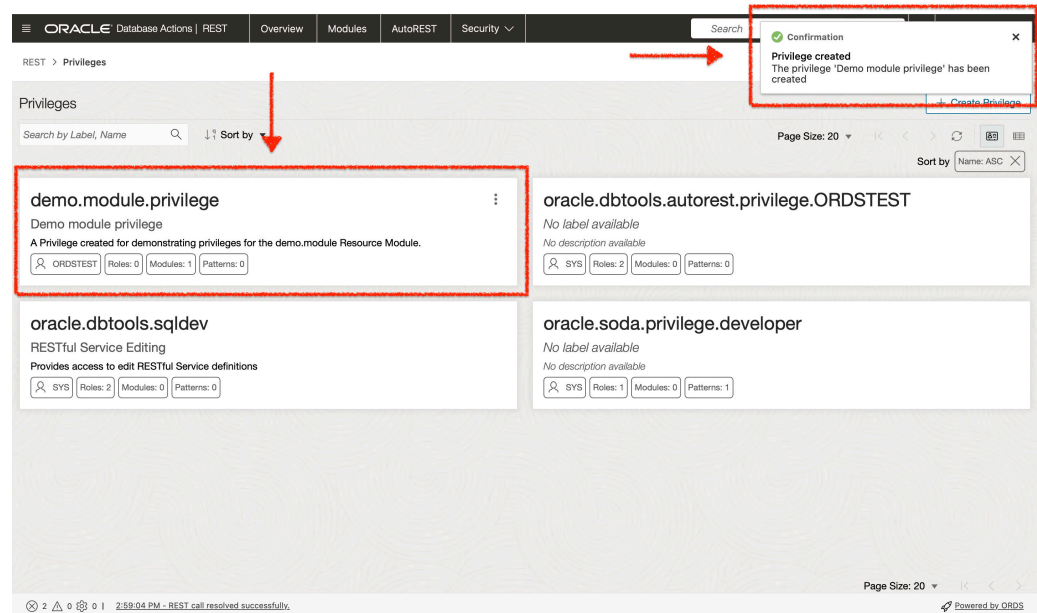 ORACLE Database Actions | REST
Overview
Modules
AutoREST
Security
Search
Confirmation
Privilege created
The privilege 'Demo module privilege' has been
created
REST > Privileges
Privileges
+ Create Privilege
Search by Label, Name
Sort by
Page Size: 20
Sort by Name: ASC
demo.module.privilege
Demo module privilege
A Privilege created for demonstrating privileges for the demo.module Resource Module.
ORDSTEST Roles: 0 Modules: 1 Patterns: 0
oracle.dbtools.autorest.privilege.ORDSTEST
No label available
No description available
SYS Roles: 2 Modules: 0 Patterns: 0
oracle.dbtools.sqldev
RESTful Service Editing
Provides access to edit RESTful Service definitions
SYS Roles: 2 Modules: 0 Patterns: 0
oracle.soda.privilege.developer
No label available
No description available
SYS Roles: 1 Modules: 0 Patterns: 1
Page Size: 20
2 0 0 | 2:59:04 PM - REST call resolved successfully.
Powered by ORDS